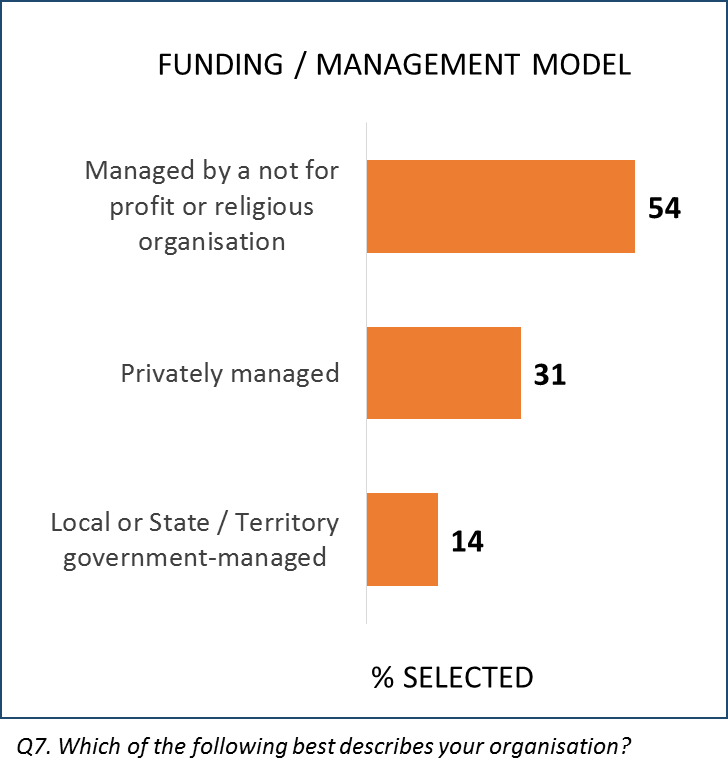 FUNDING / MANAGEMENT MODEL
Managed by a not for
profit or religious
organisation
54
Privately managed
31
Local or State / Territory
government-managed
14
% SELECTED
Q7. Which of the following best describes your organisation?